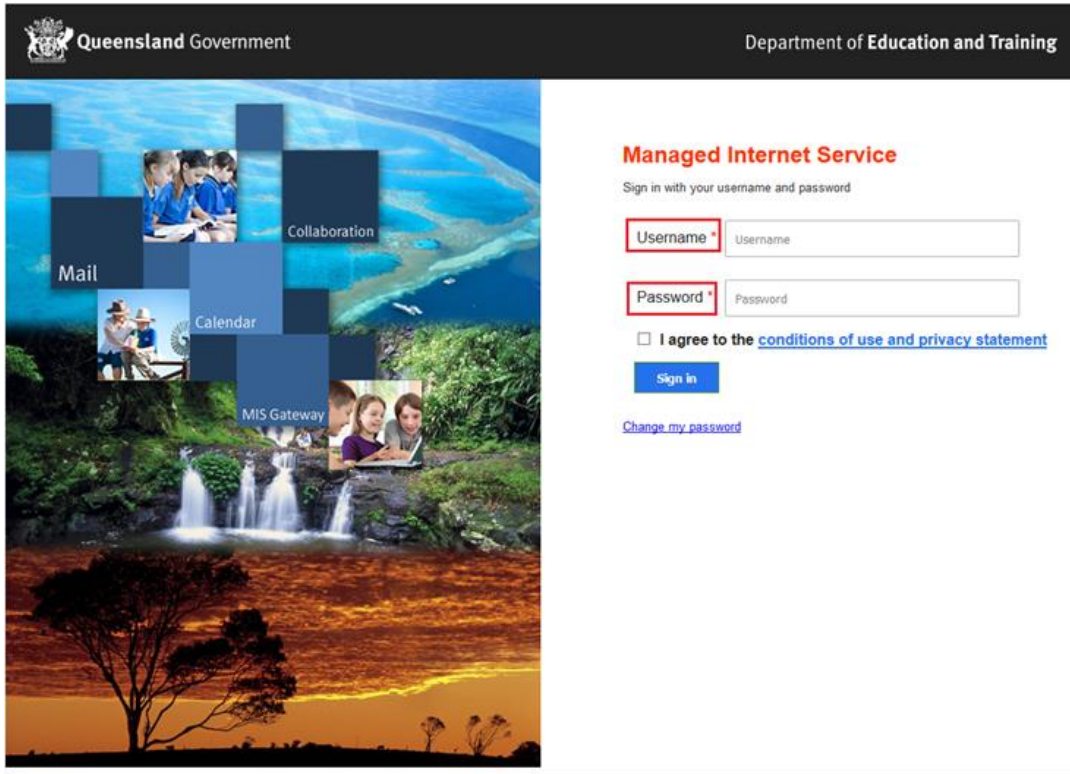 Queensland Government
Department of Education and Training
Collaboration
Mail
Calendar
MIS Gateway
Managed Internet Service
Sign in with your username and password
Username * Username
Password * Password
I agree to the conditions of use and privacy statement
Sign in
Change my password